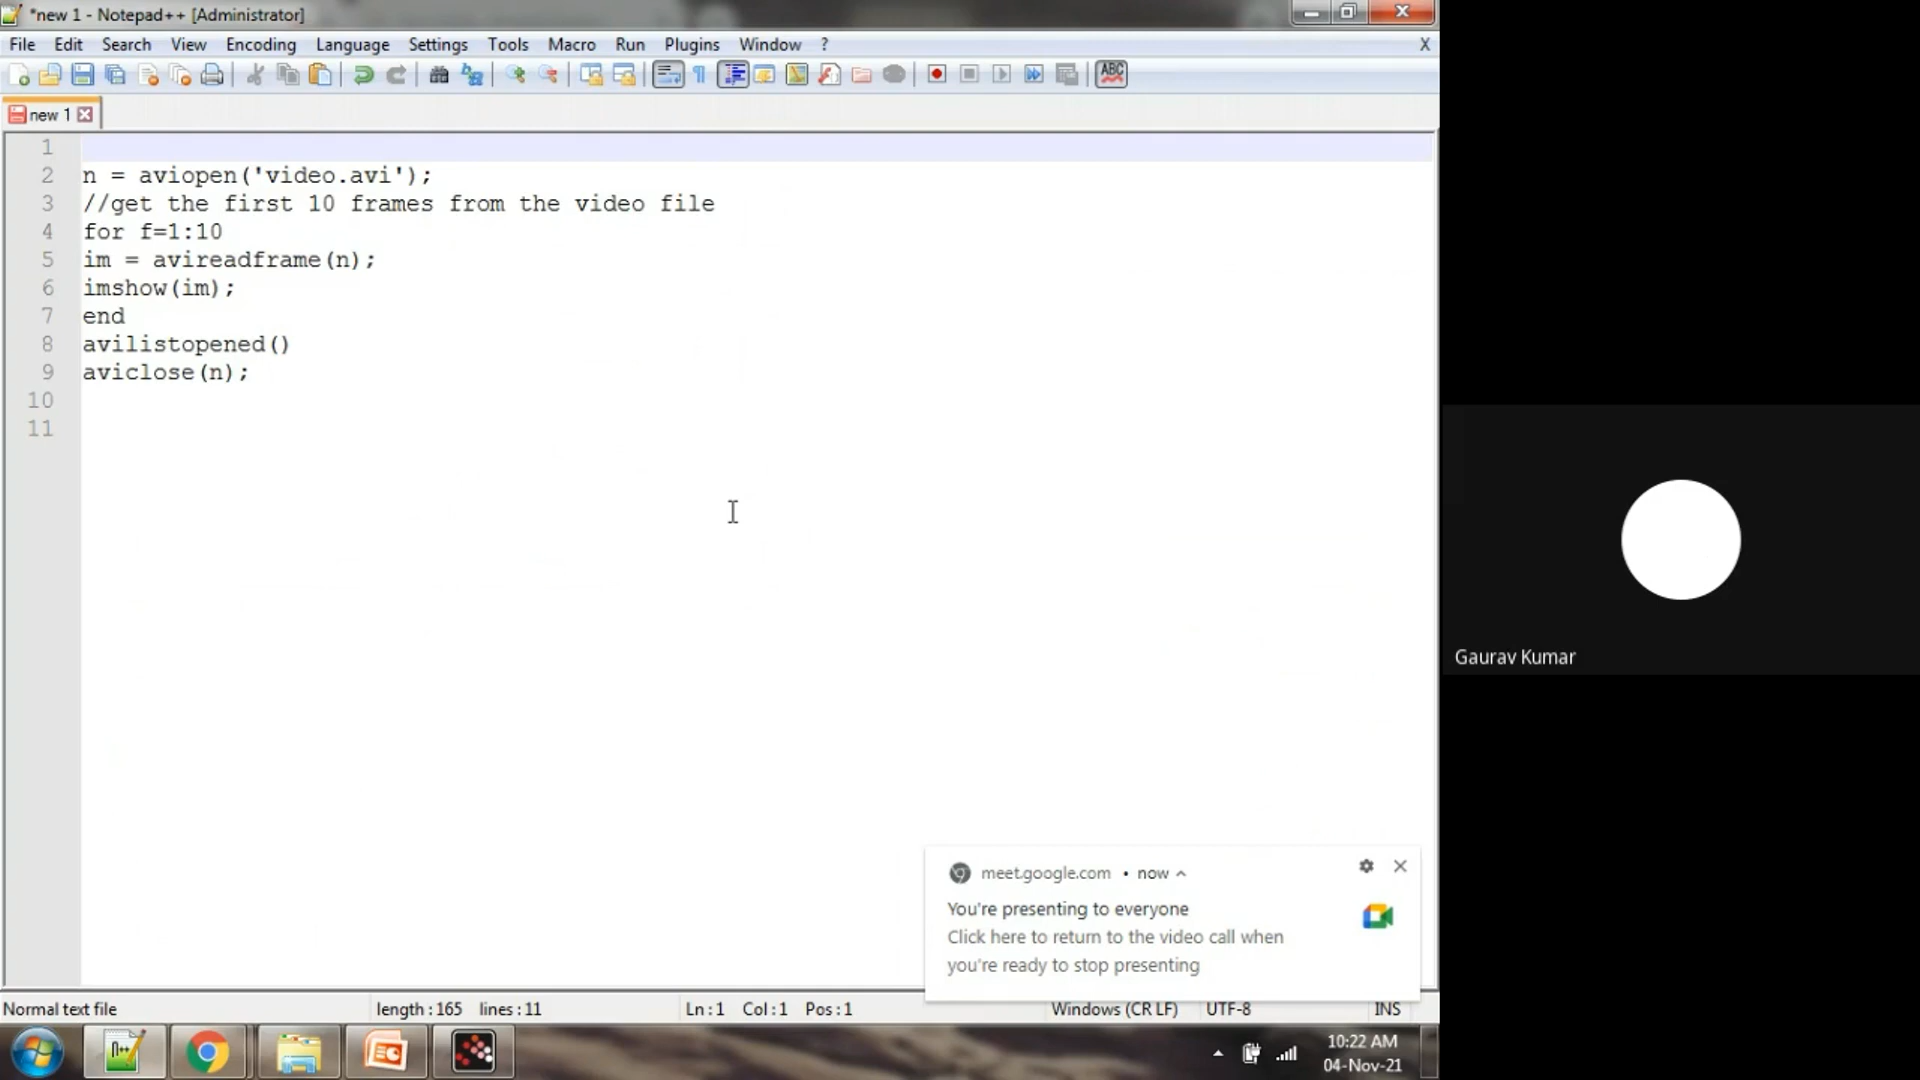 *new 1 - Notepad++ [Administrator]
File Edit Search View Encoding Language Settings Tools Macro Run Plugins Window ? X
ABC
new 1
1
2 n = aviopen('video.avi');
3 //get the first 10 frames from the video file
4 for f=1:10
5 im = avireadframe(n);
6 imshow(im);
7 end
8 avilistopened()
9 aviclose(n);
10
11
Gaurav Kumar
meet.google.com • now
You're presenting to everyone
Click here to return to the video call when
you're ready to stop presenting
Normal text file length : 165 lines : 11 Ln : 1 Col : 1 Pos : 1 Windows (CR LF) UTF-8 INS
10:22 AM
04-Nov-21